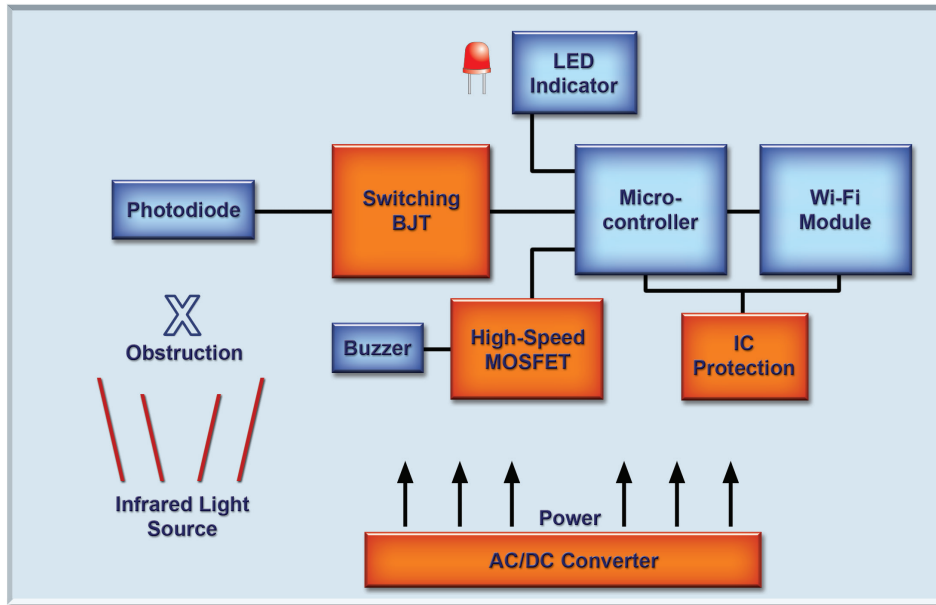 LED
Indicator
Photodiode
Switching
BJT
Micro-
controller
Wi-Fi
Module
X
Obstruction
Buzzer
High-Speed
MOSFET
IC
Protection
Infrared Light
Source
Power
AC/DC Converter